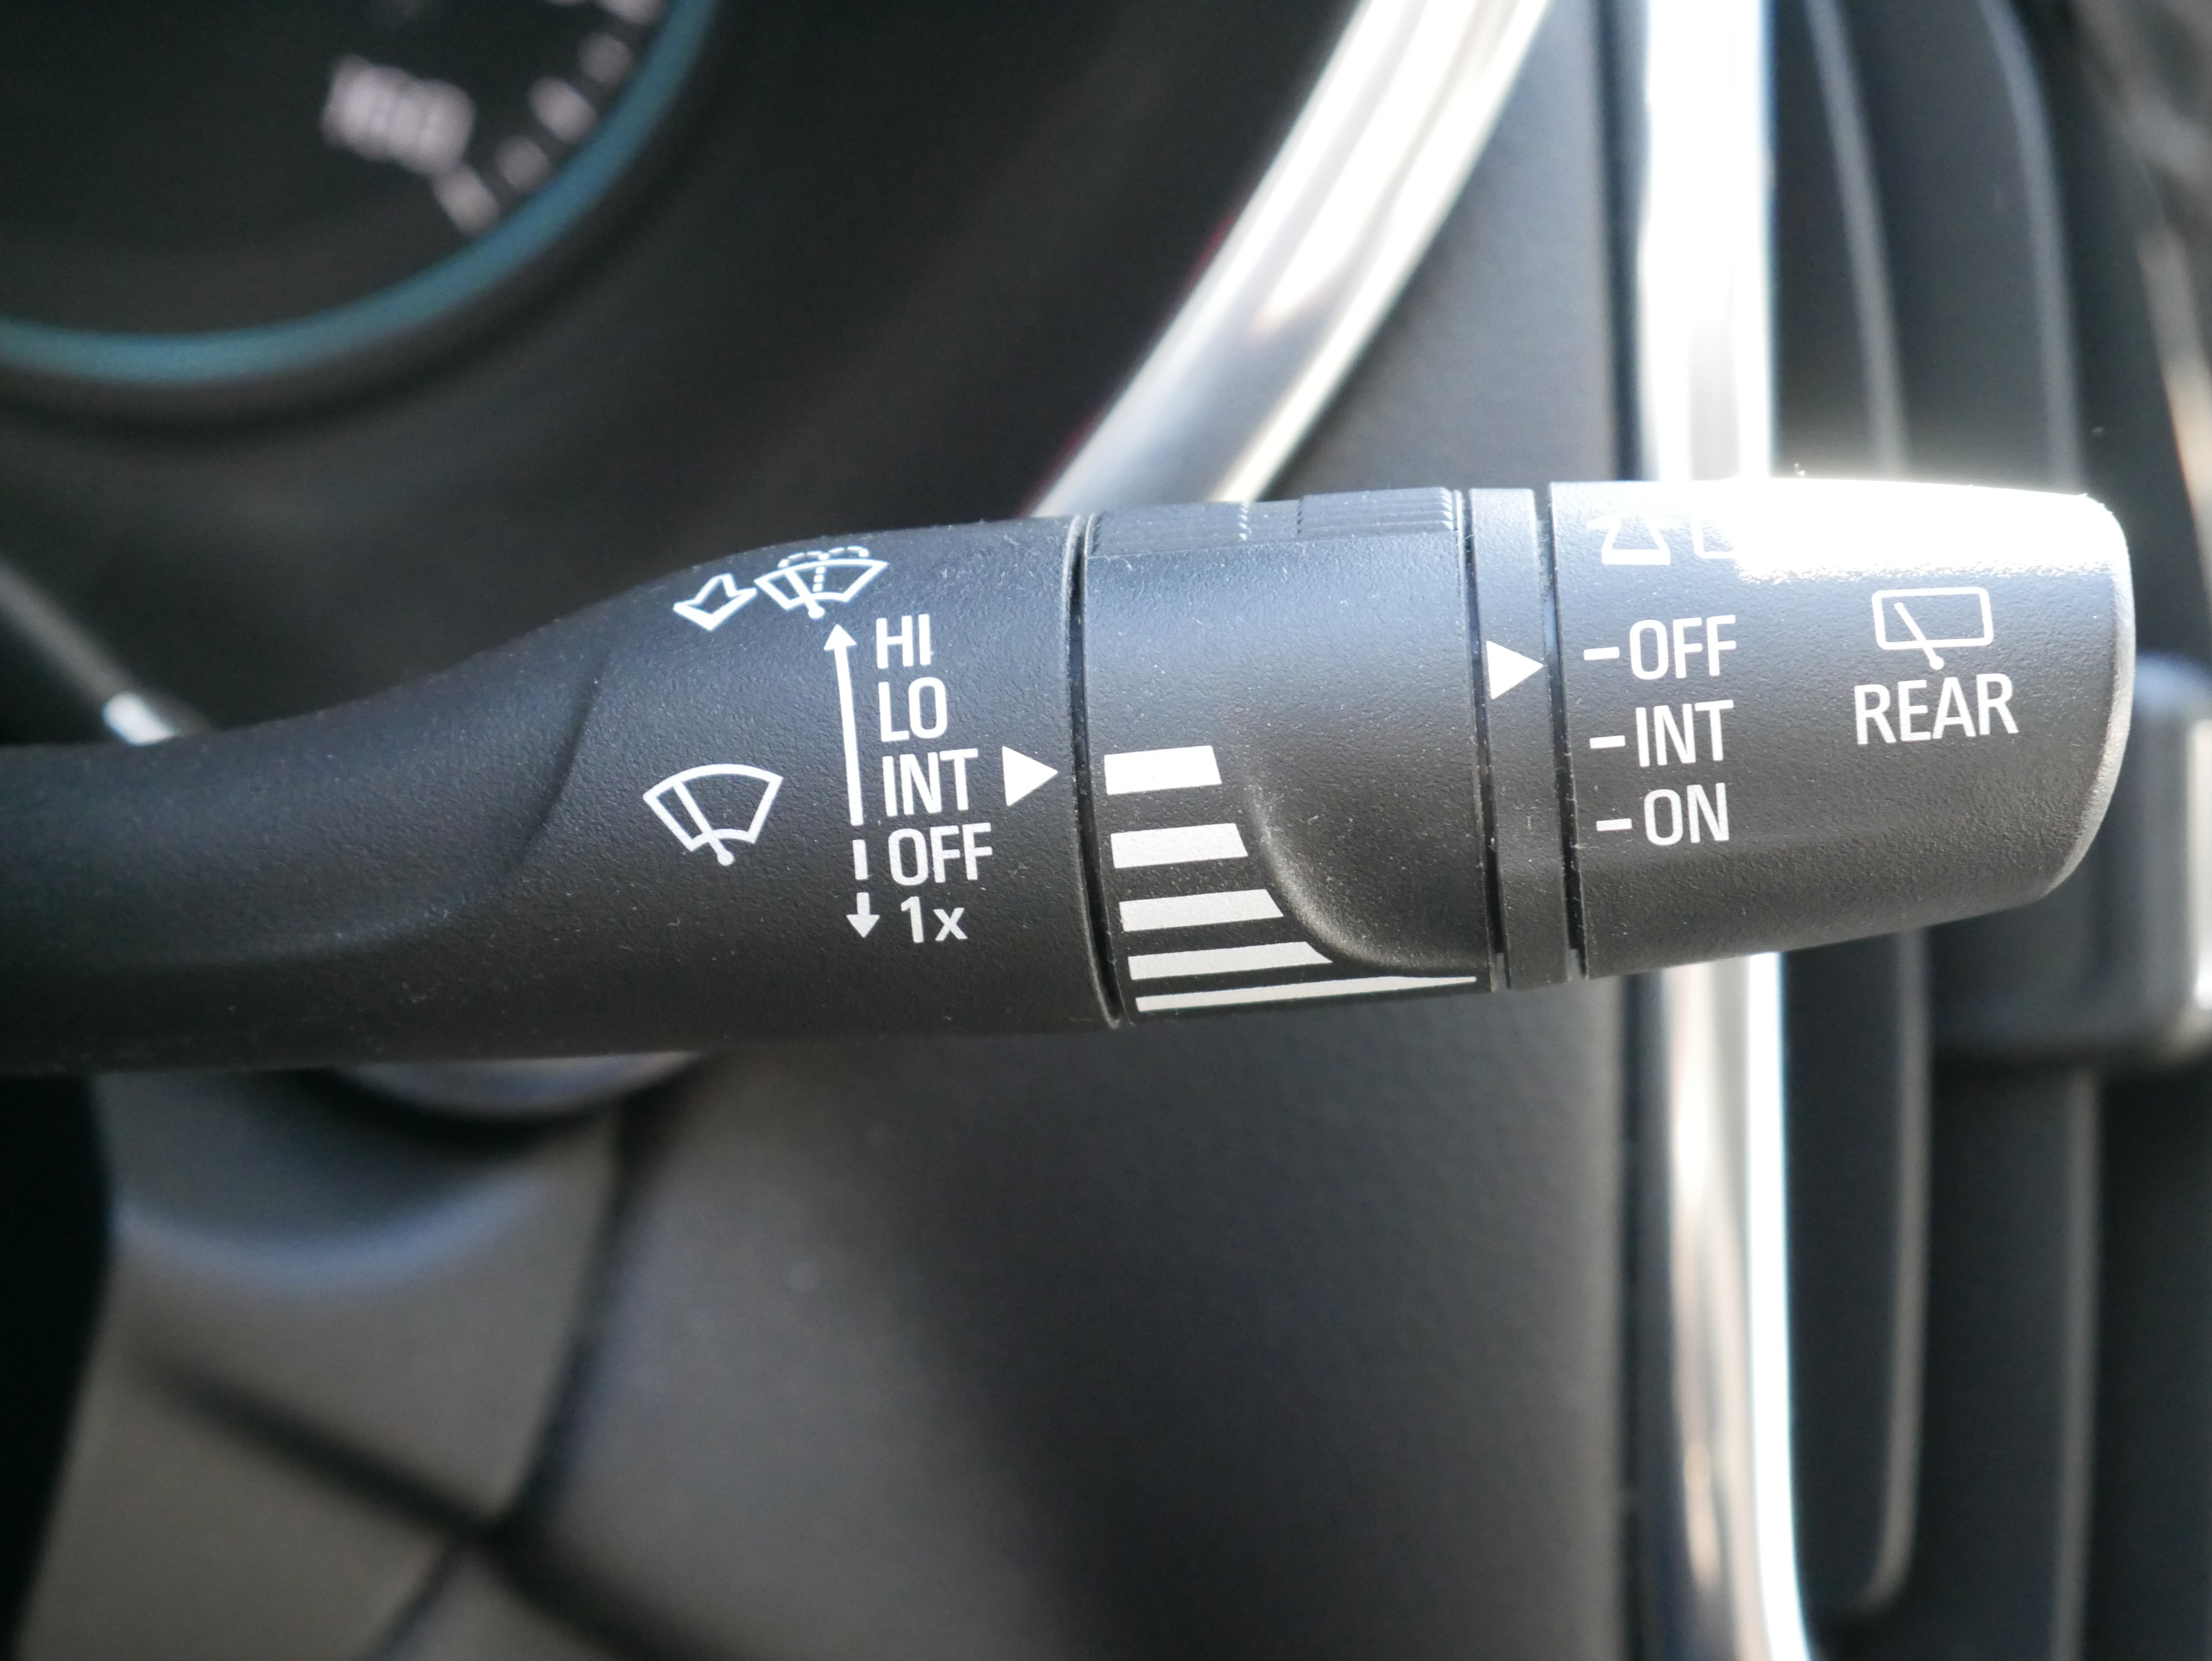 HI
LO
INT
OFF
1x
-OFF
-INT
-ON
REAR